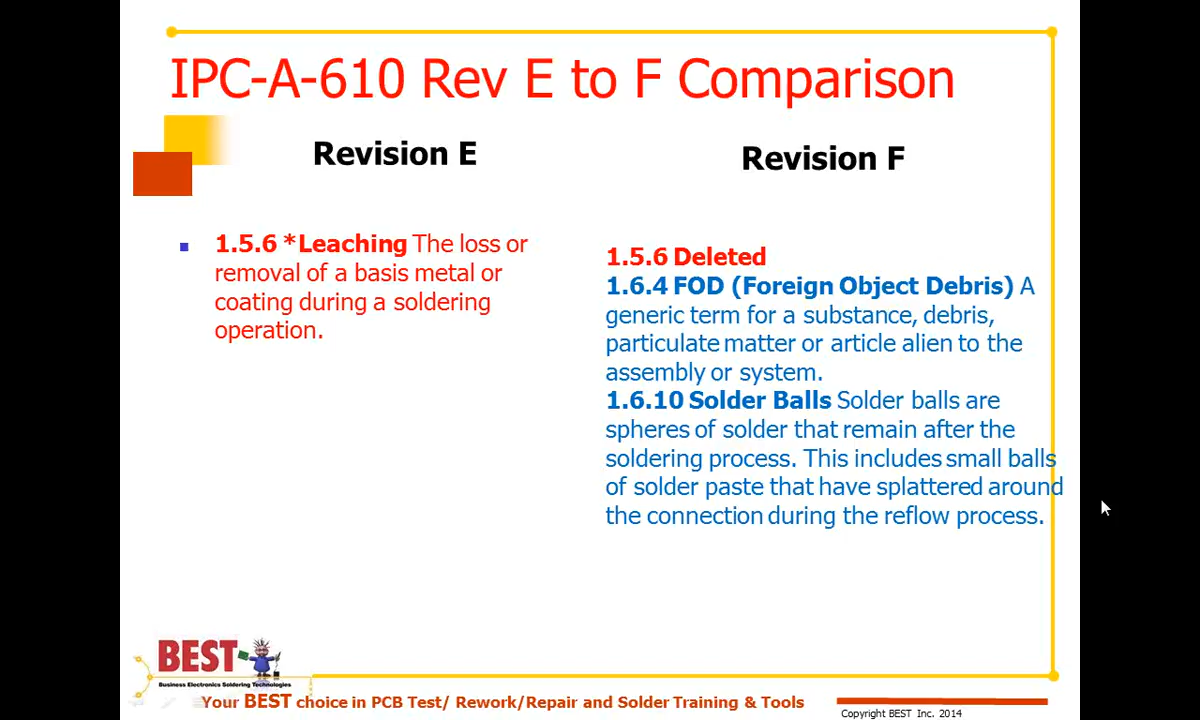 IPC-A-610 Rev E to F Comparison
Revision E
1.5.6 *Leaching The loss or
removal of a basis metal or
coating during a soldering
operation.
Revision F
1.5.6 Deleted
1.6.4 FOD (Foreign Object Debris) A
generic term for a substance, debris,
particulate matter or article alien to the
assembly or system.
1.6.10 Solder Balls Solder balls are
spheres of solder that remain after the
soldering process. This includes small balls
of solder paste that have splattered around
the connection during the reflow process.
BEST
Business Electronics Soldering Technologies
Your BEST choice in PCB Test/ Rework/Repair and Solder Training & Tools
Copyright BEST Inc. 2014